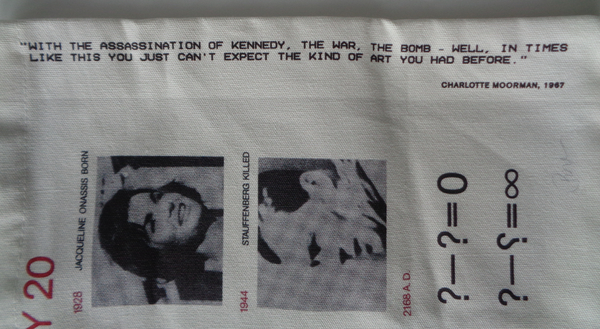 "WITH THE ASSASSINATION OF KENNEDY, THE WAR, THE BOMB - WELL, IN TIMES
LIKE THIS YOU JUST CAN'T EXPECT THE KIND OF ART YOU HAD BEFORE."
CHARLOTTE MOORMAN, 1967
Y 20
1928 JACQUELINE ONASSIS BORN
1944 STAUFFENBERG KILLED
2168 A.D.
?—?=0
?—؟=∞